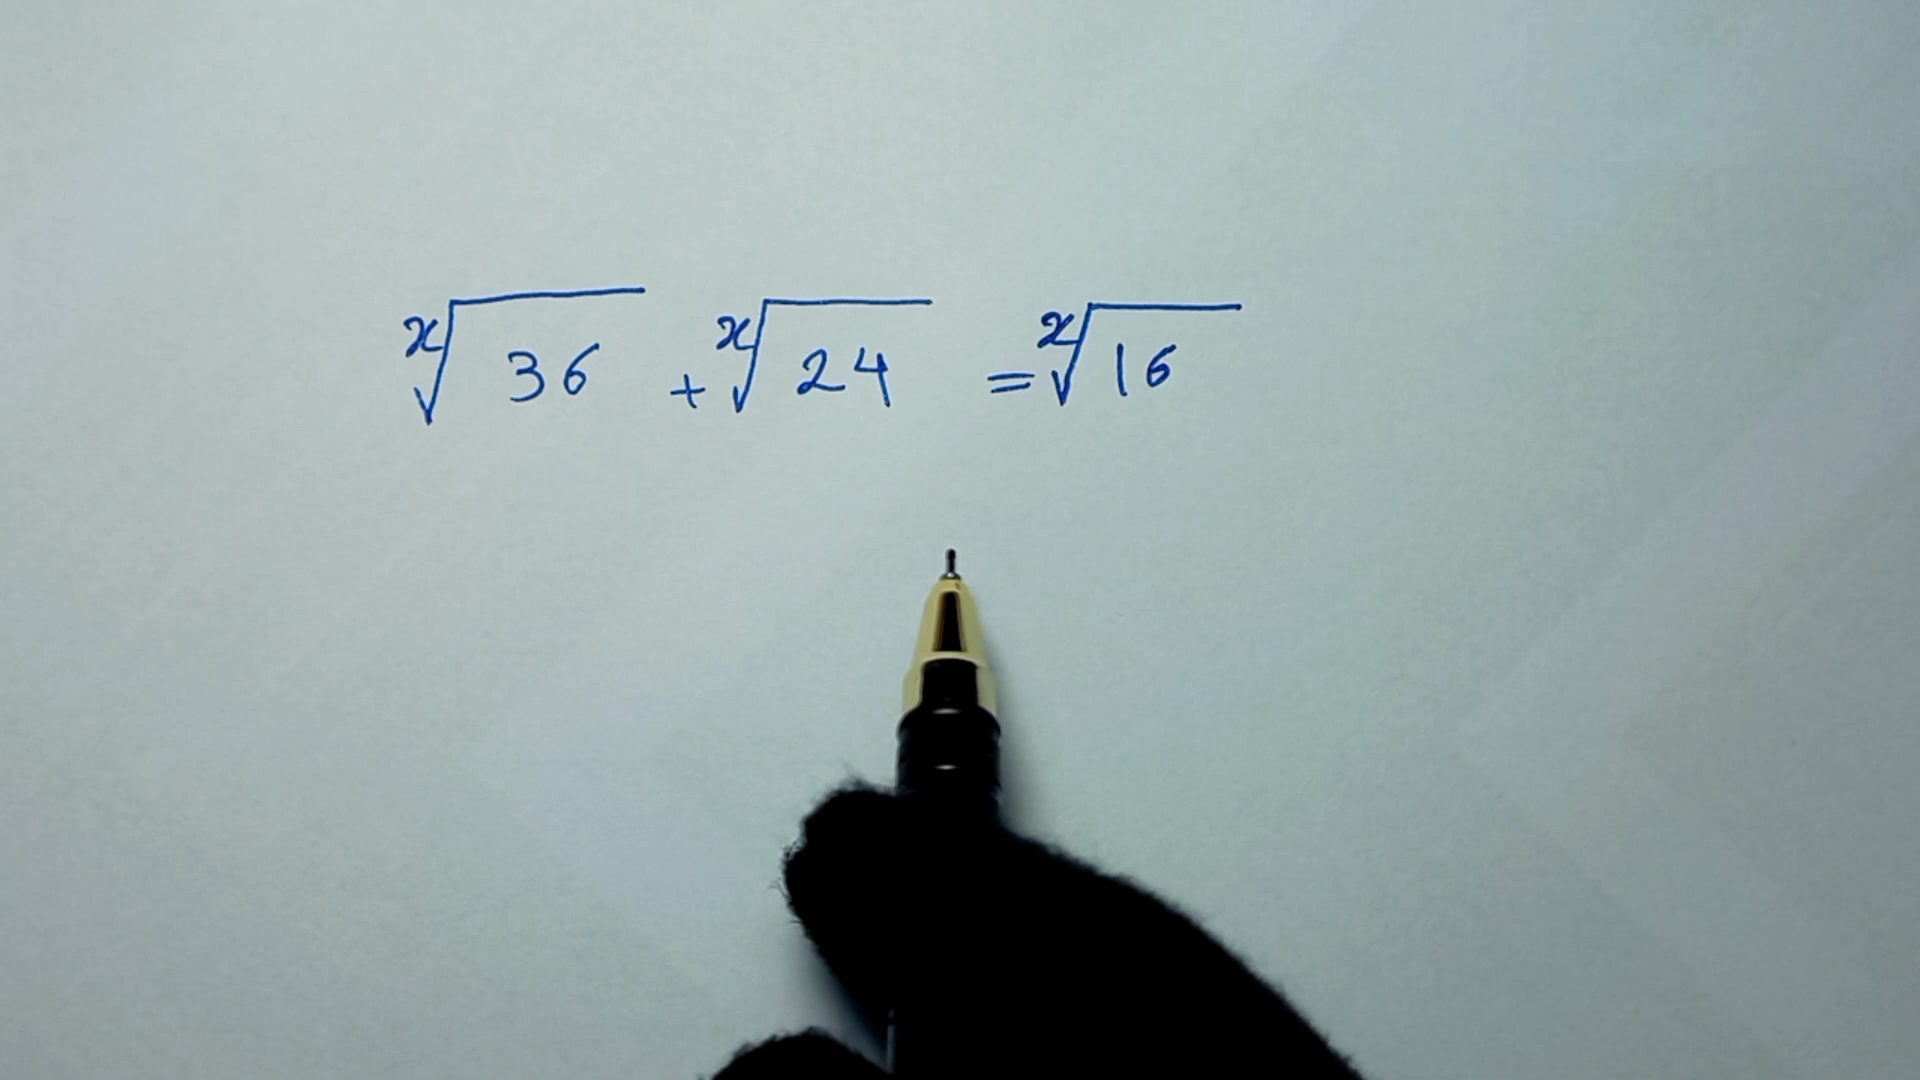 ˣ√36 + ˣ√24 = ˣ√16